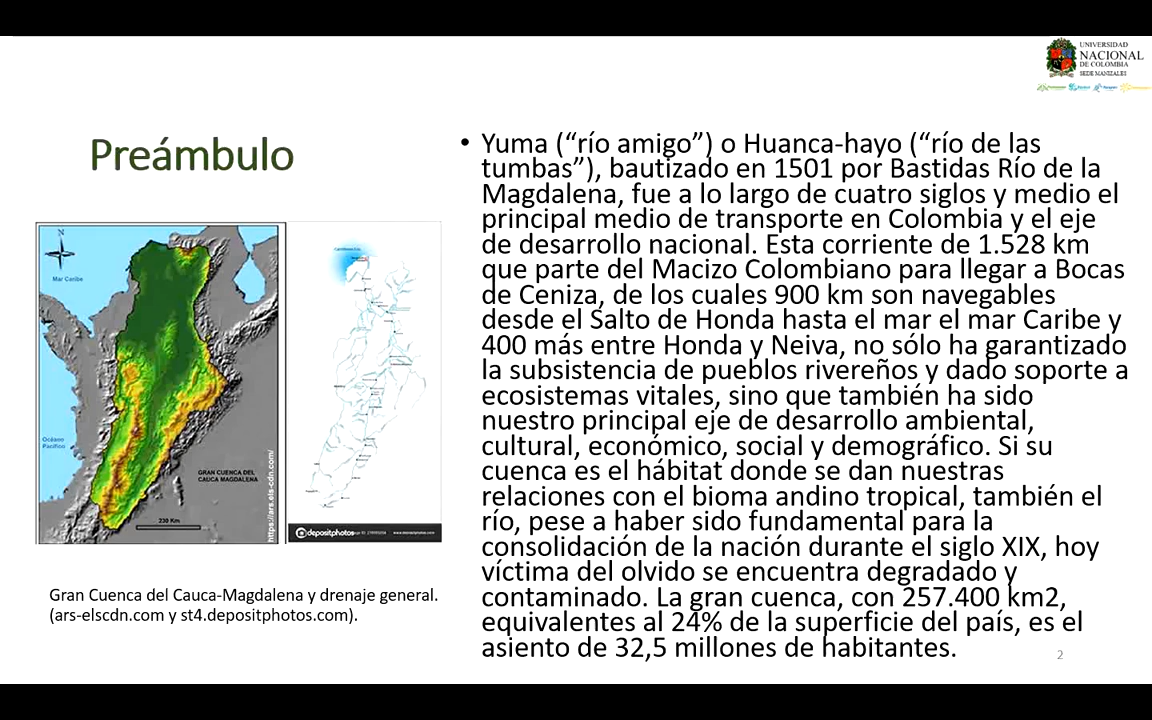 UNIVERSIDAD
NACIONAL
DE COLOMBIA
SEDE MANIZALES
Preámbulo
• Yuma (“río amigo”) o Huanca-hayo (“río de las
tumbas”), bautizado en 1501 por Bastidas Río de la
Magdalena, fue a lo largo de cuatro siglos y medio el
principal medio de transporte en Colombia y el eje
de desarrollo nacional. Esta corriente de 1.528 km
que parte del Macizo Colombiano para llegar a Bocas
de Ceniza, de los cuales 900 km son navegables
desde el Salto de Honda hasta el mar el mar Caribe y
400 más entre Honda y Neiva, no sólo ha garantizado
la subsistencia de pueblos rivereños y dado soporte a
ecosistemas vitales, sino que también ha sido
nuestro principal eje de desarrollo ambiental,
cultural, económico, social y demográfico. Si su
cuenca es el hábitat donde se dan nuestras
relaciones con el bioma andino tropical, también el
río, pese a haber sido fundamental para la
consolidación de la nación durante el siglo XIX, hoy
víctima del olvido se encuentra degradado y
contaminado. La gran cuenca, con 257.400 km2,
equivalentes al 24% de la superficie del país, es el
asiento de 32,5 millones de habitantes.
N
Mar Caribe
Océano
Pacífico
GRAN CUENCA DEL
CAUCA MAGDALENA
230 Km
https://ars.els-cdn.com/
depositphotos
Gran Cuenca del Cauca-Magdalena y drenaje general.
(ars-elscdn.com y st4.depositphotos.com).
2